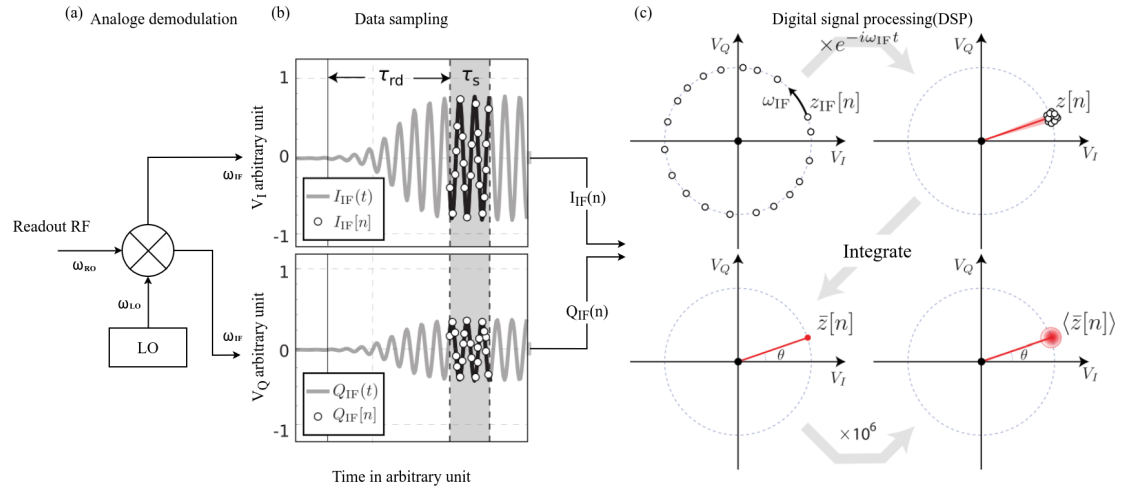 (a) Analoge demodulation
Readout RF
ω_RO
ω_LO
LO
ω_IF
ω_IF
(b) Data sampling
V_I arbitrary unit
1
0
-1
τ_rd
τ_s
I_IF(t)
I_IF[n]
V_Q arbitrary unit
1
0
-1
Q_IF(t)
Q_IF[n]
Time in arbitrary unit
I_IF(n)
Q_IF(n)
(c) Digital signal processing(DSP)
V_Q
V_I
ω_IF
z_IF[n]
×e^{-iω_IF t}
V_Q
z[n]
V_I
Integrate
V_Q
z̄[n]
θ
V_I
×10⁶
V_Q
⟨z̄[n]⟩
θ
V_I